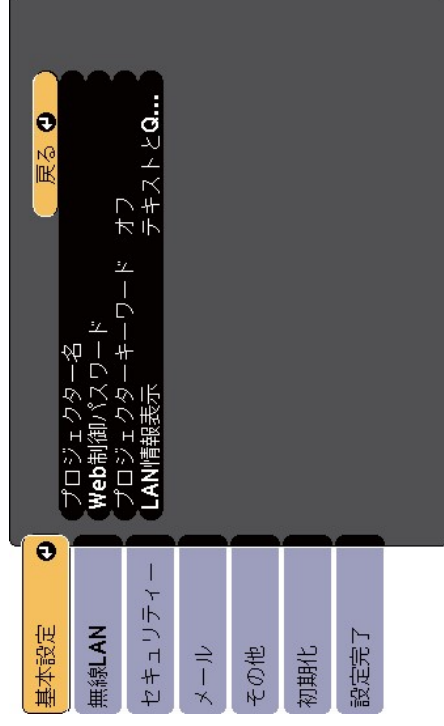 基本設定
無線LAN
セキュリティー
メール
その他
初期化
設定完了
戻る
プロジェクター名
Web制御パスワード
プロジェクターキーワード オフ
LAN情報表示 テキストとQ...